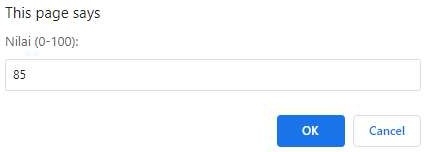 This page says
Nilai (0-100):
85
OK
Cancel